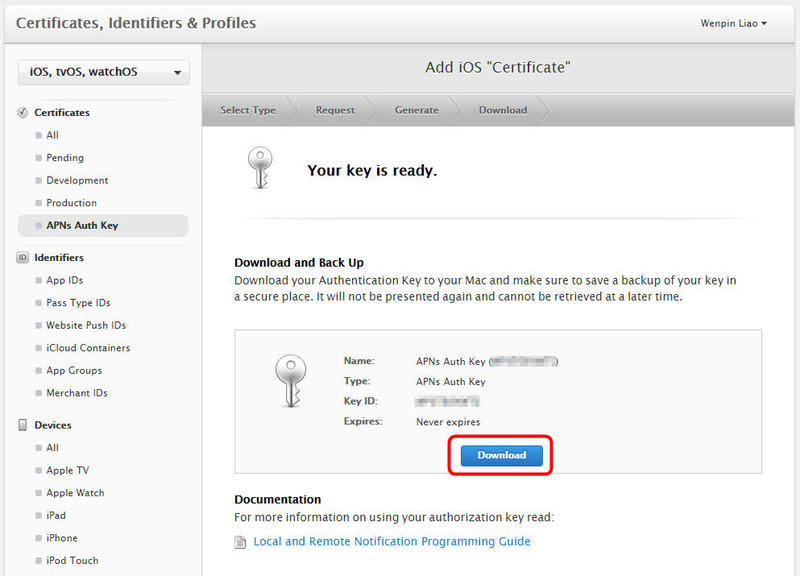 Certificates, Identifiers & Profiles
Wenpin Liao
iOS, tvOS, watchOS
Certificates
All
Pending
Development
Production
APNs Auth Key
ID
Identifiers
App IDs
Pass Type IDs
Website Push IDs
iCloud Containers
App Groups
Merchant IDs
Devices
All
Apple TV
Apple Watch
iPad
iPhone
iPod Touch
Add iOS "Certificate"
Select Type
Request
Generate
Download
Your key is ready.
Download and Back Up
Download your Authentication Key to your Mac and make sure to save a backup of your key in
a secure place. It will not be presented again and cannot be retrieved at a later time.
Name: APNs Auth Key (
Type: APNs Auth Key
Key ID:
Expires: Never expires
Download
Documentation
For more information on using your authorization key read:
Local and Remote Notification Programming Guide